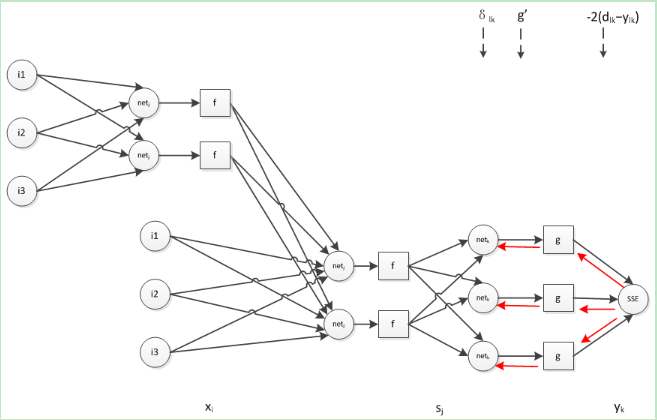 δ lk g′ -2(dlk−ylk)
i1
netj f
i2
netj f
i3
i1 netk g
netj f
i2 netk g SSE
netj f
i3 netk g
xi sj yk